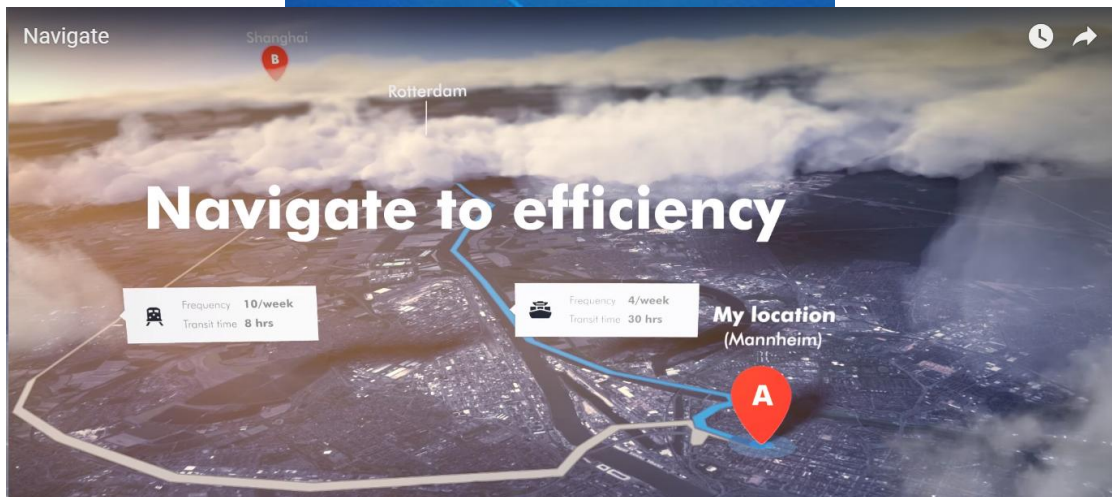 Navigate
Shanghai
B
Rotterdam
Navigate to efficiency
Frequency 10/week
Transit time 8 hrs
Frequency 4/week
Transit time 30 hrs
My location
(Mannheim)
A